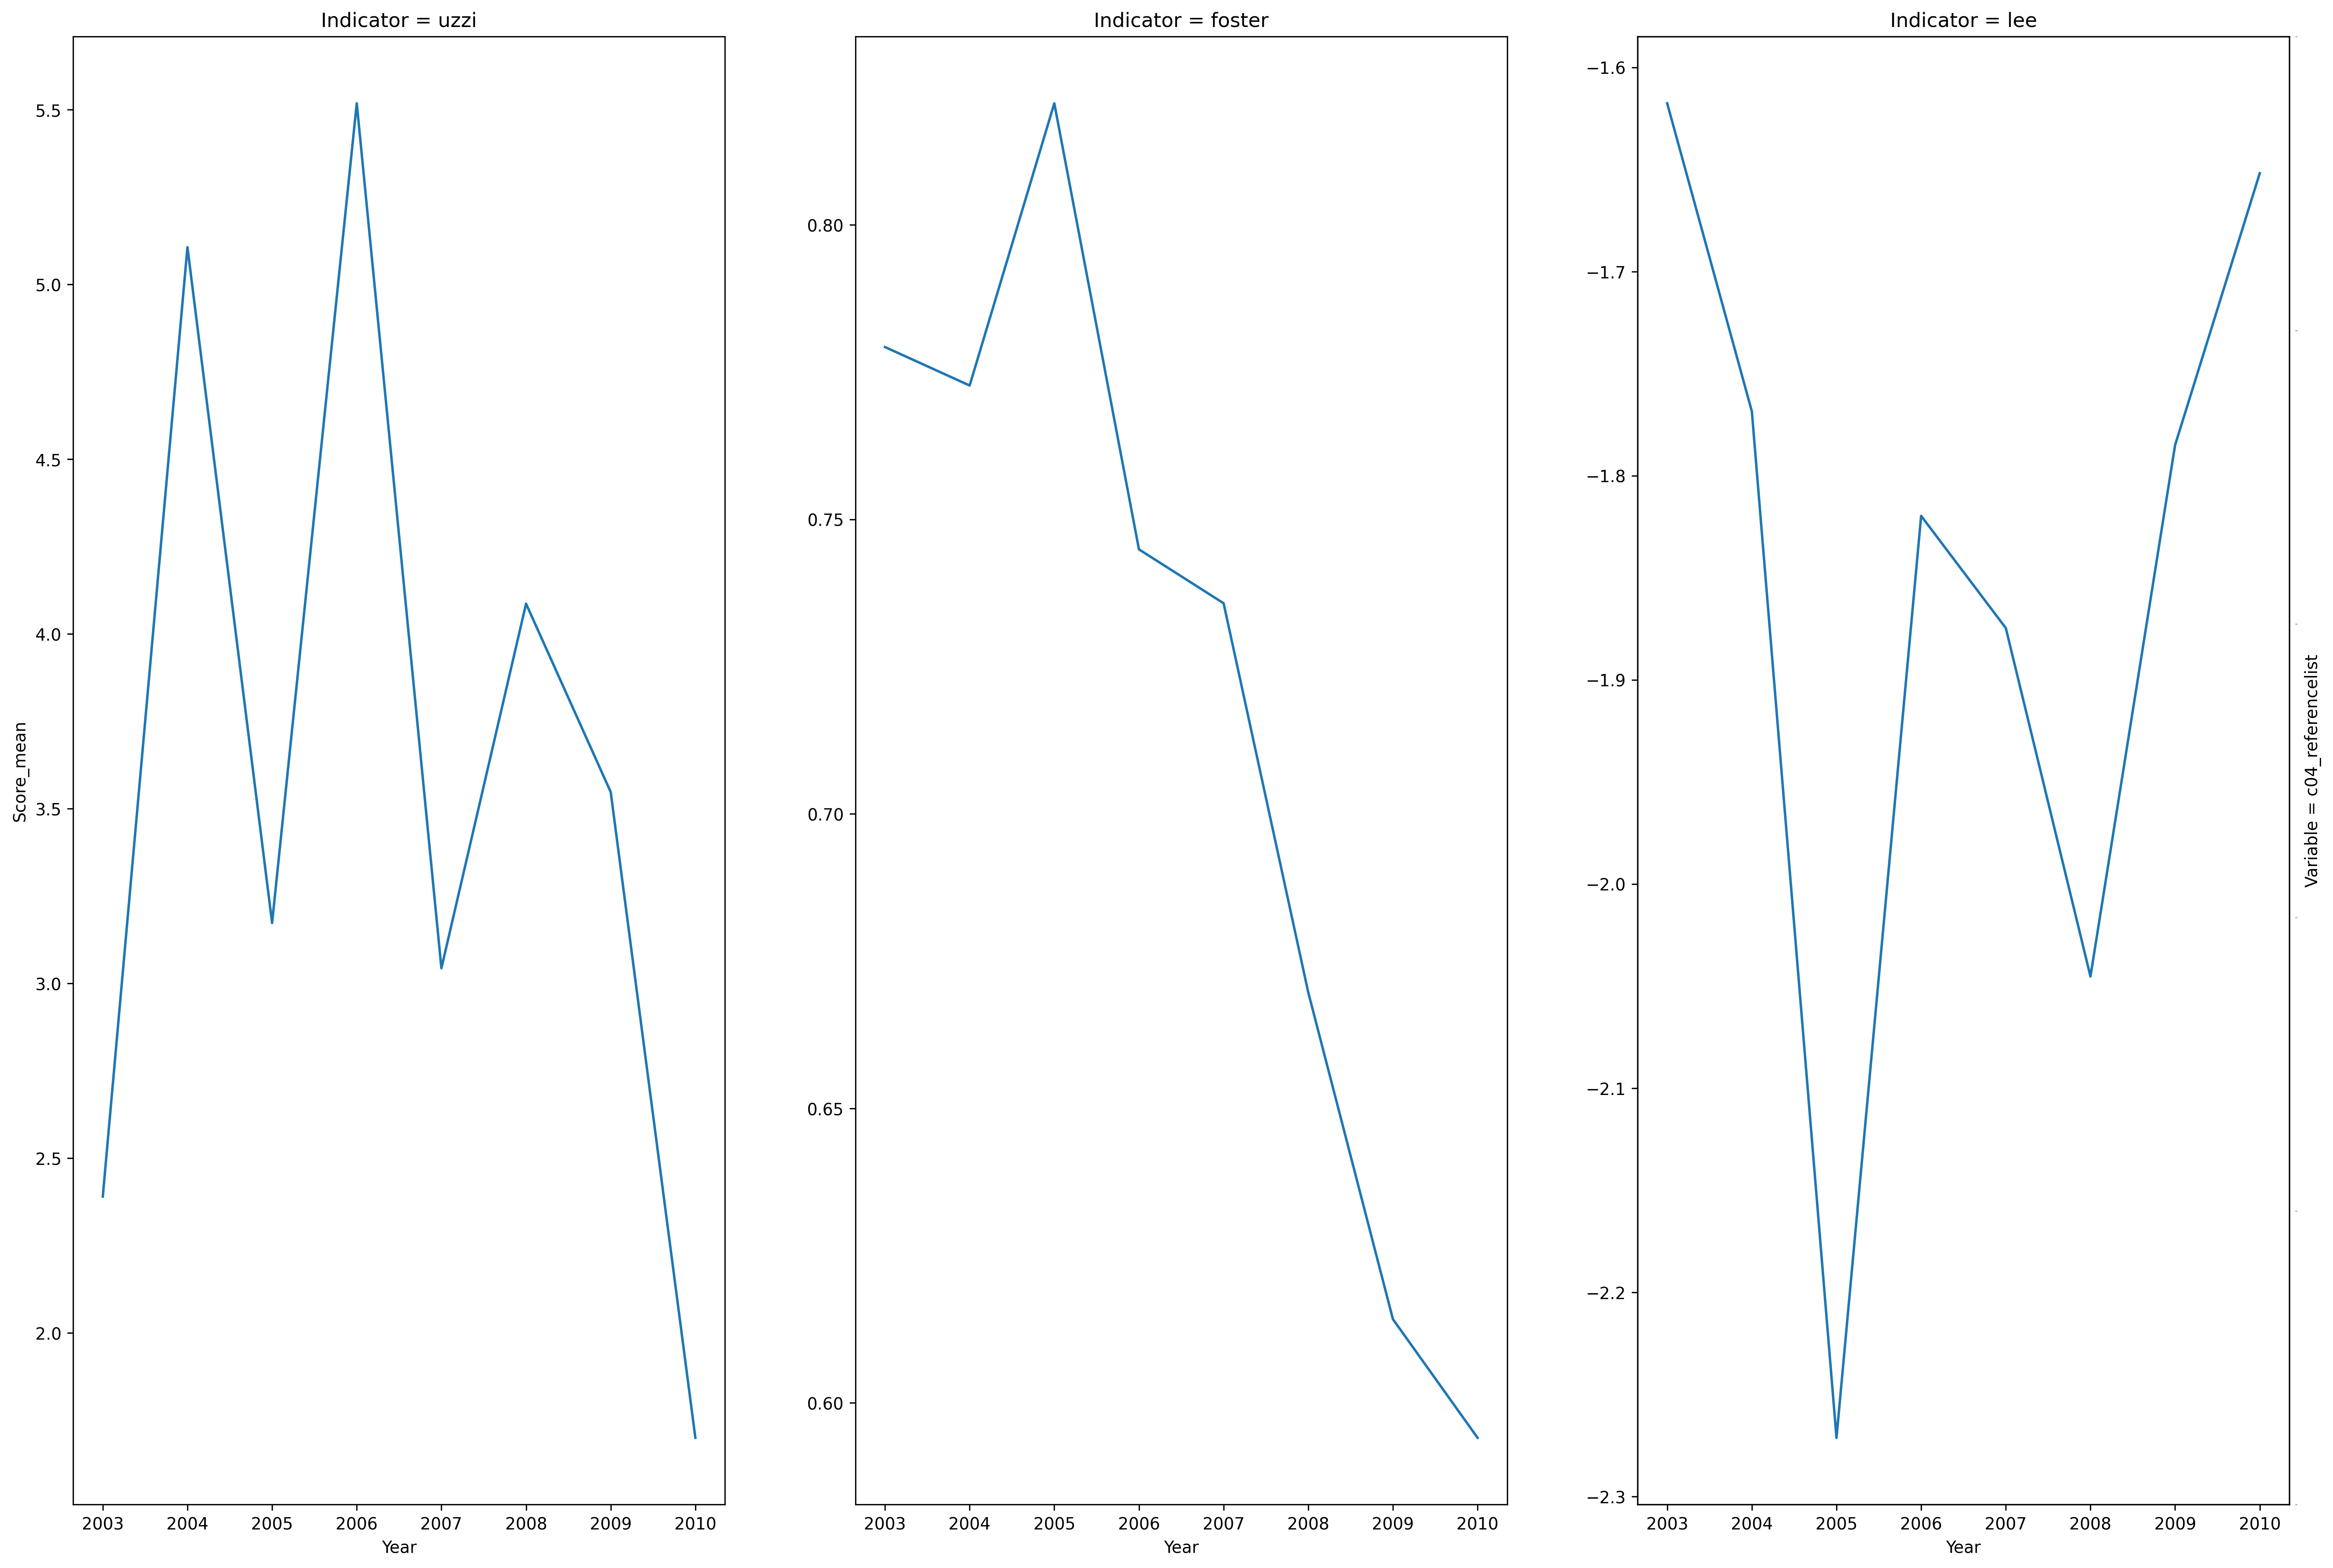 Indicator = uzzi
Score_mean
5.5
5.0
4.5
4.0
3.5
3.0
2.5
2.0
2003 2004 2005 2006 2007 2008 2009 2010
Year
Indicator = foster
0.80
0.75
0.70
0.65
0.60
2003 2004 2005 2006 2007 2008 2009 2010
Year
Indicator = lee
−1.6
−1.7
−1.8
−1.9
−2.0
−2.1
−2.2
−2.3
2003 2004 2005 2006 2007 2008 2009 2010
Year
Variable = c04_referencelist